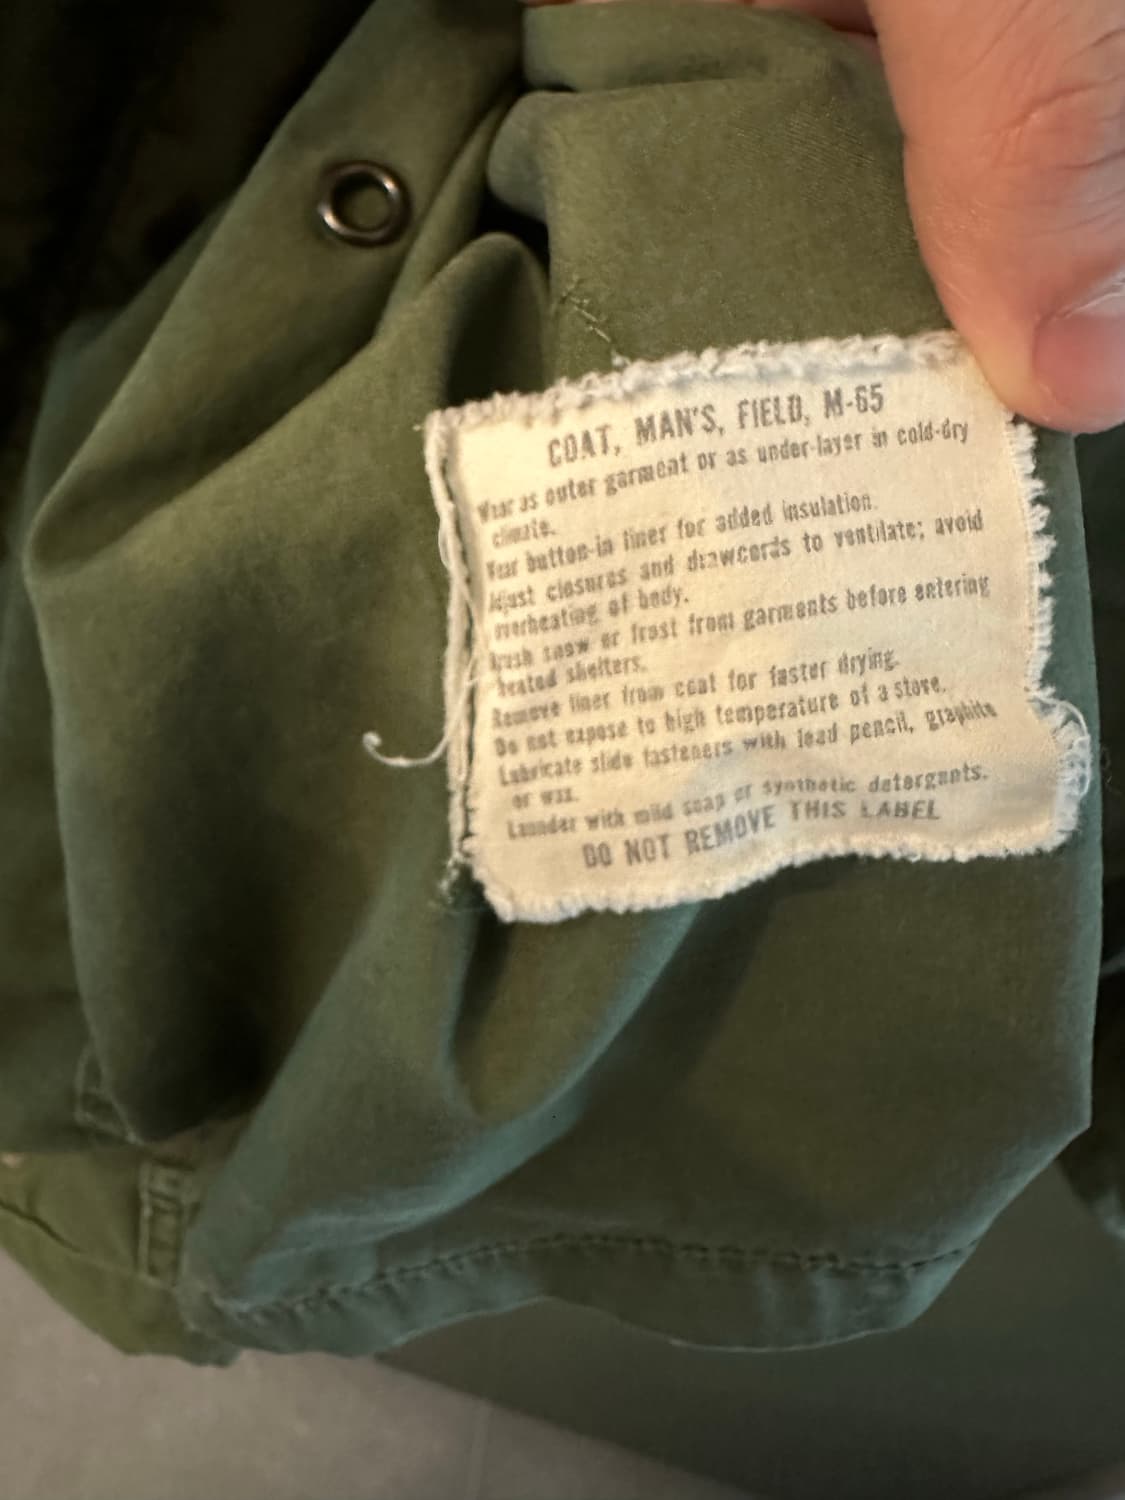 COAT, MAN'S, FIELD, M-65
Wear as outer garment or as under-layer in cold-dry
climate.
Wear button-in liner for added insulation.
Adjust closures and drawcords to ventilate; avoid
overheating of body.
Brush snow or frost from garments before entering
heated shelters.
Remove liner from coat for faster drying.
Do not expose to high temperature of a stove.
Lubricate slide fasteners with lead pencil, graphite
or wax.
Launder with mild soap or synthetic detergents.
DO NOT REMOVE THIS LABEL